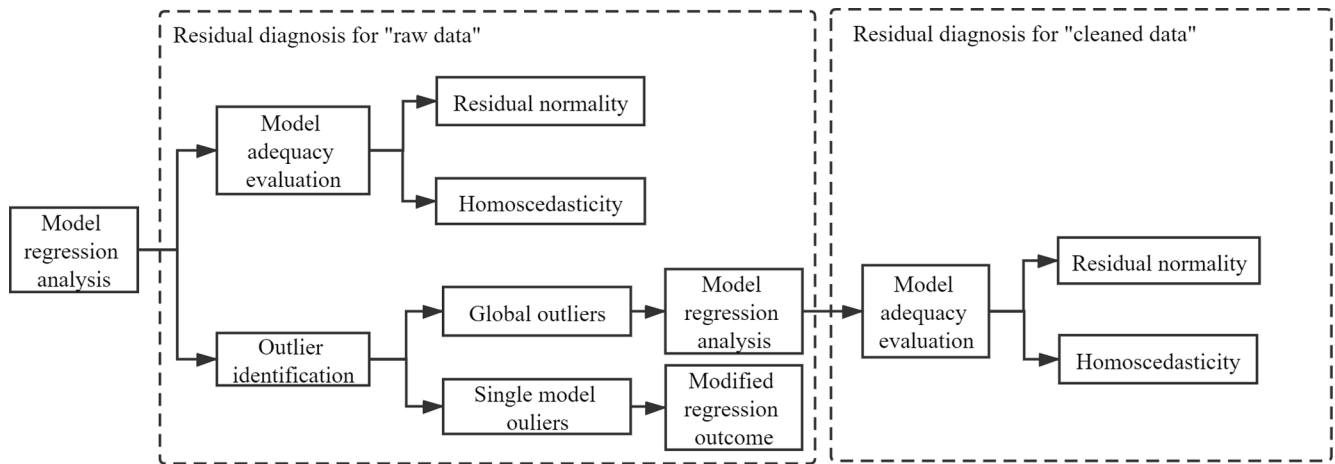 Residual diagnosis for "raw data"
Residual diagnosis for "cleaned data"
Model
regression
analysis
Model
adequacy
evaluation
Residual normality
Homoscedasticity
Outlier
identification
Global outliers
Model
regression
analysis
Single model
ouliers
Modified
regression
outcome
Model
adequacy
evaluation
Residual normality
Homoscedasticity